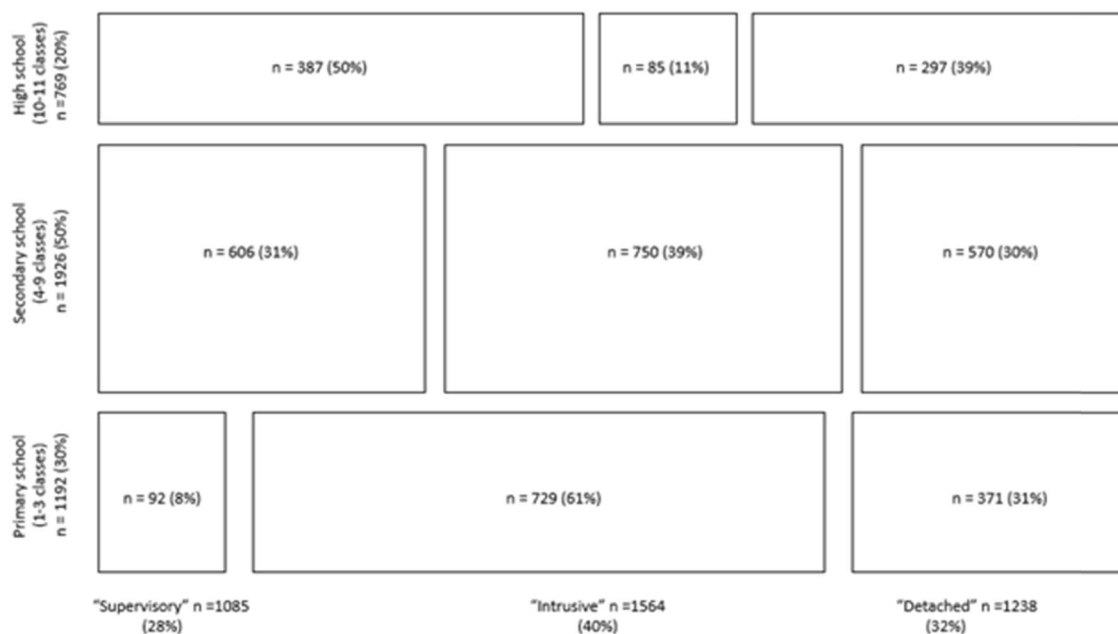 High school
(10-11 classes)
n =769 (20%)
n = 387 (50%)
n = 85 (11%)
n = 297 (39%)
Secondary school
(4-9 classes)
n = 1926 (50%)
n = 606 (31%)
n = 750 (39%)
n = 570 (30%)
Primary school
(1-3 classes)
n = 1192 (30%)
n = 92 (8%)
n = 729 (61%)
n = 371 (31%)
“Supervisory” n =1085
(28%)
“Intrusive” n =1564
(40%)
“Detached” n =1238
(32%)